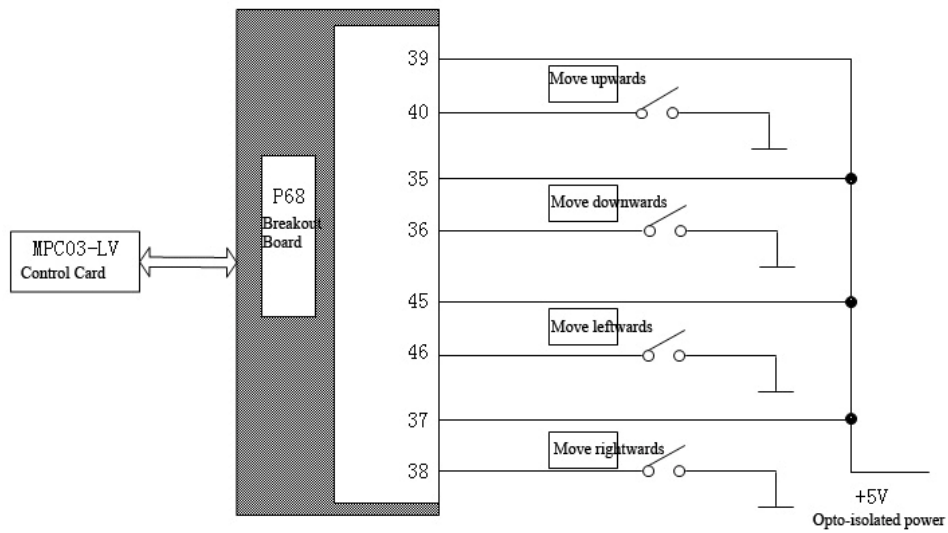 39
Move upwards
40
35
P68
Breakout
Board
Move downwards
36
MPC03-LV
Control Card
45
Move leftwards
46
37
Move rightwards
38
+5V
Opto-isolated power